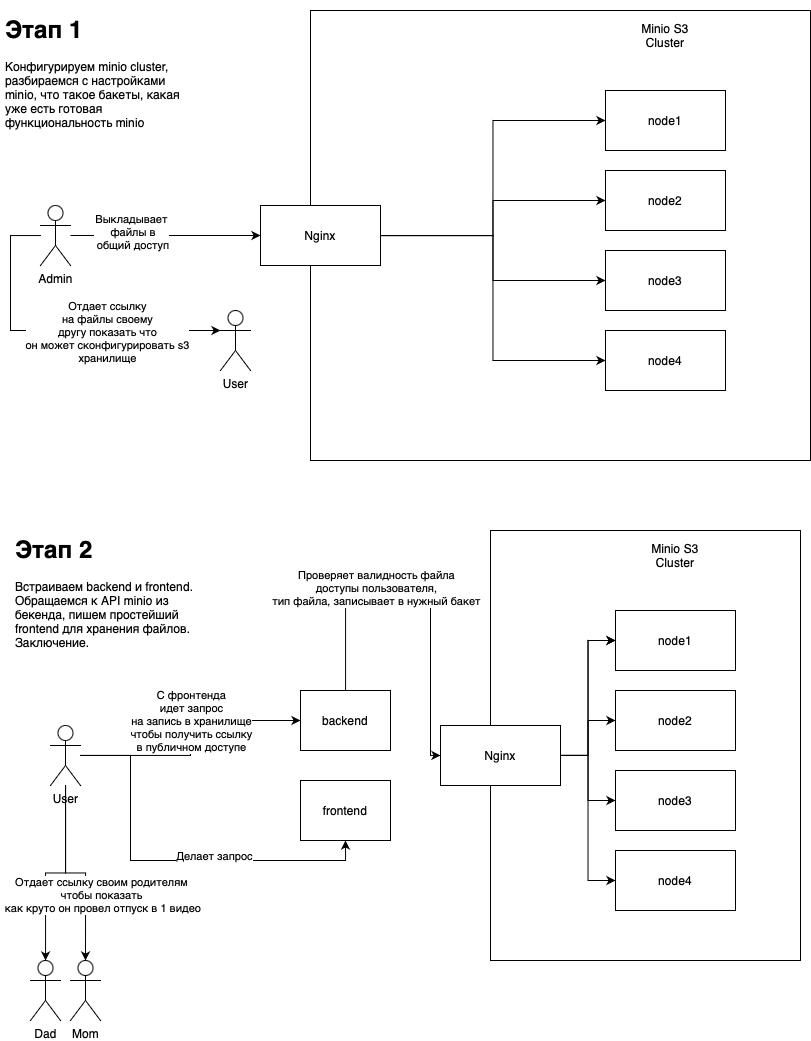 Этап 1
Конфигурируем minio cluster,
разбираемся с настройками
minio, что такое бакеты, какая
уже есть готовая
функциональность minio
Minio S3
Cluster
node1
node2
node3
node4
Nginx
Выкладывает
файлы в
общий доступ
Admin
Отдает ссылку
на файлы своему
другу показать что
он может сконфигурировать s3
хранилище
User
Этап 2
Встраиваем backend и frontend.
Обращаемся к API minio из
бекенда, пишем простейший
frontend для хранения файлов.
Заключение.
Проверяет валидность файла
доступы пользователя,
тип файла, записывает в нужный бакет
Minio S3
Cluster
node1
node2
node3
node4
Nginx
С фронтенда
идет запрос
на запись в хранилище
чтобы получить ссылку
в публичном доступе
backend
frontend
User
Делает запрос
Отдает ссылку своим родителям
чтобы показать
как круто он провел отпуск в 1 видео
Dad
Mom